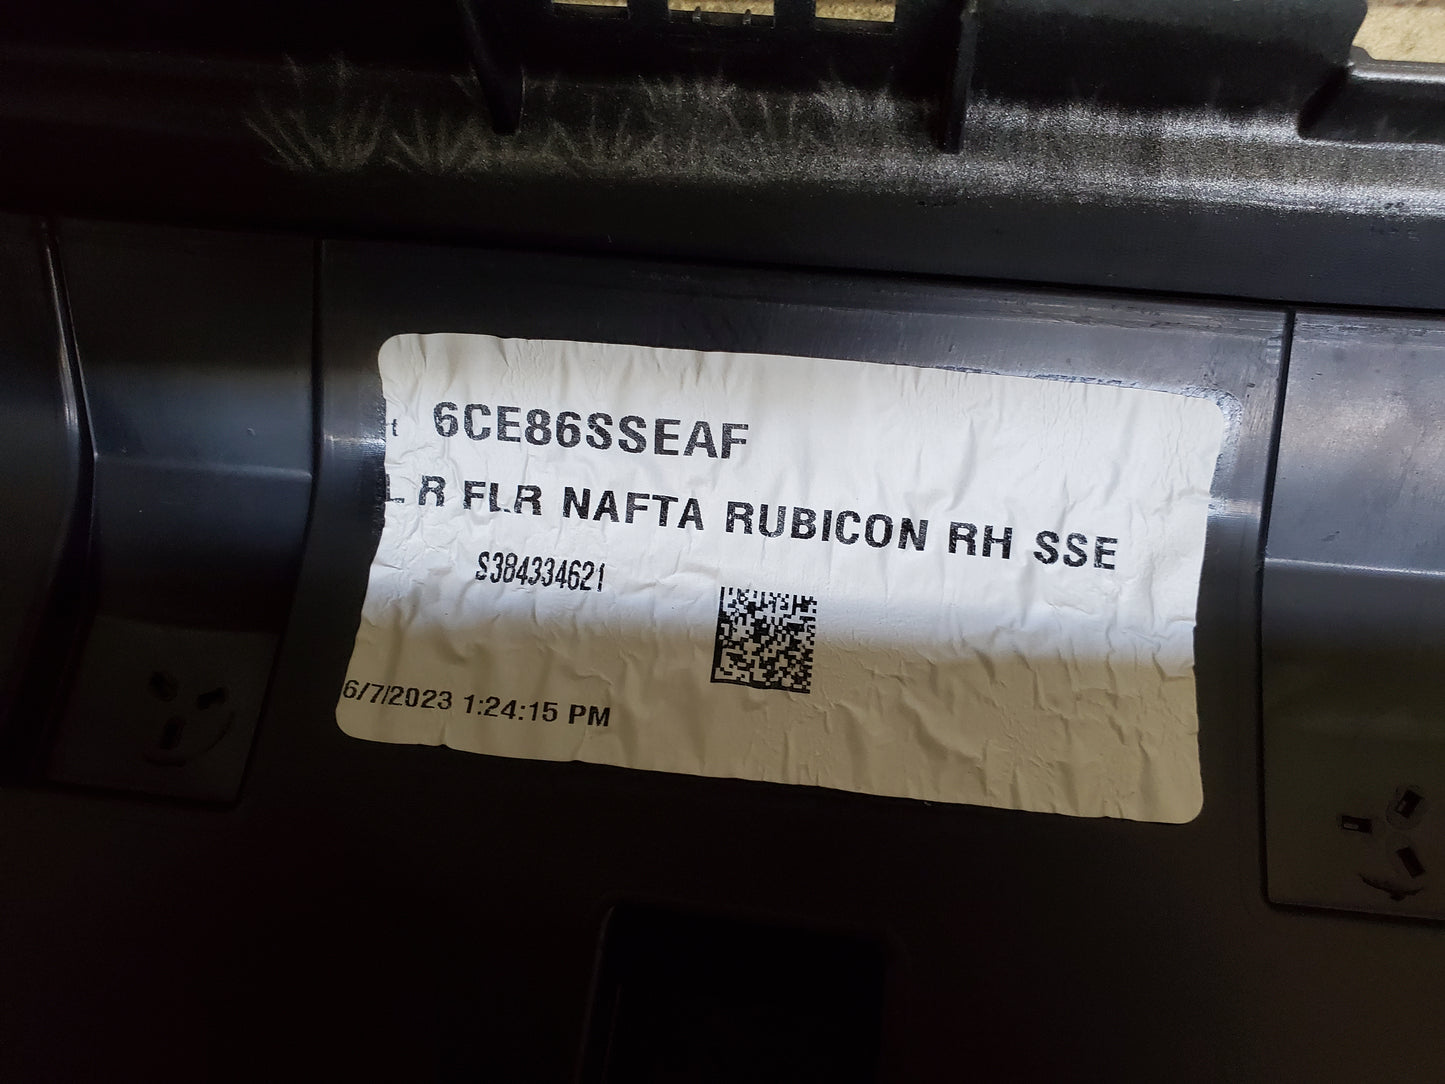 t 6CE86SSEAF
L R FLR NAFTA RUBICON RH SSE
S384334621
6/7/2023 1:24:15 PM